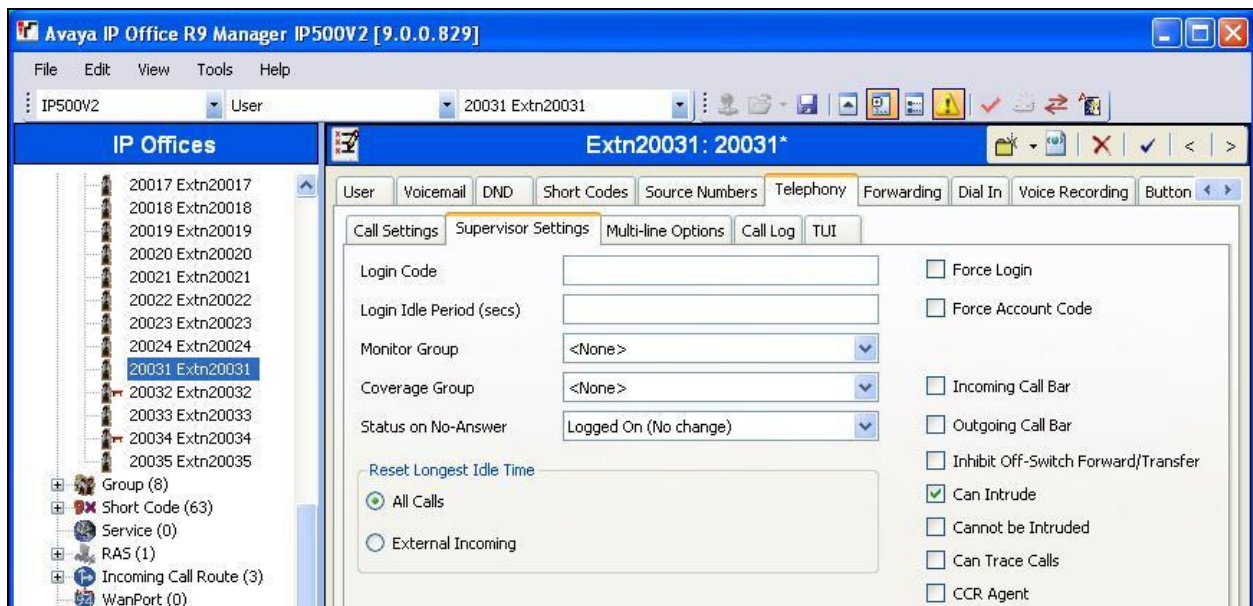 Avaya IP Office R9 Manager IP500V2 [9.0.0.829]
File Edit View Tools Help
IP500V2 User 20031 Extn20031
IP Offices
Extn20031: 20031*
20017 Extn20017
20018 Extn20018
20019 Extn20019
20020 Extn20020
20021 Extn20021
20022 Extn20022
20023 Extn20023
20024 Extn20024
20031 Extn20031
20032 Extn20032
20033 Extn20033
20034 Extn20034
20035 Extn20035
Group (8)
Short Code (63)
Service (0)
RAS (1)
Incoming Call Route (3)
WanPort (0)
User Voicemail DND Short Codes Source Numbers Telephony Forwarding Dial In Voice Recording Button
Call Settings Supervisor Settings Multi-line Options Call Log TUI
Login Code
Force Login
Login Idle Period (secs)
Force Account Code
Monitor Group <None>
Coverage Group <None>
Incoming Call Bar
Status on No-Answer Logged On (No change)
Outgoing Call Bar
Inhibit Off-Switch Forward/Transfer
Reset Longest Idle Time
All Calls
Can Intrude
Cannot be Intruded
External Incoming
Can Trace Calls
CCR Agent